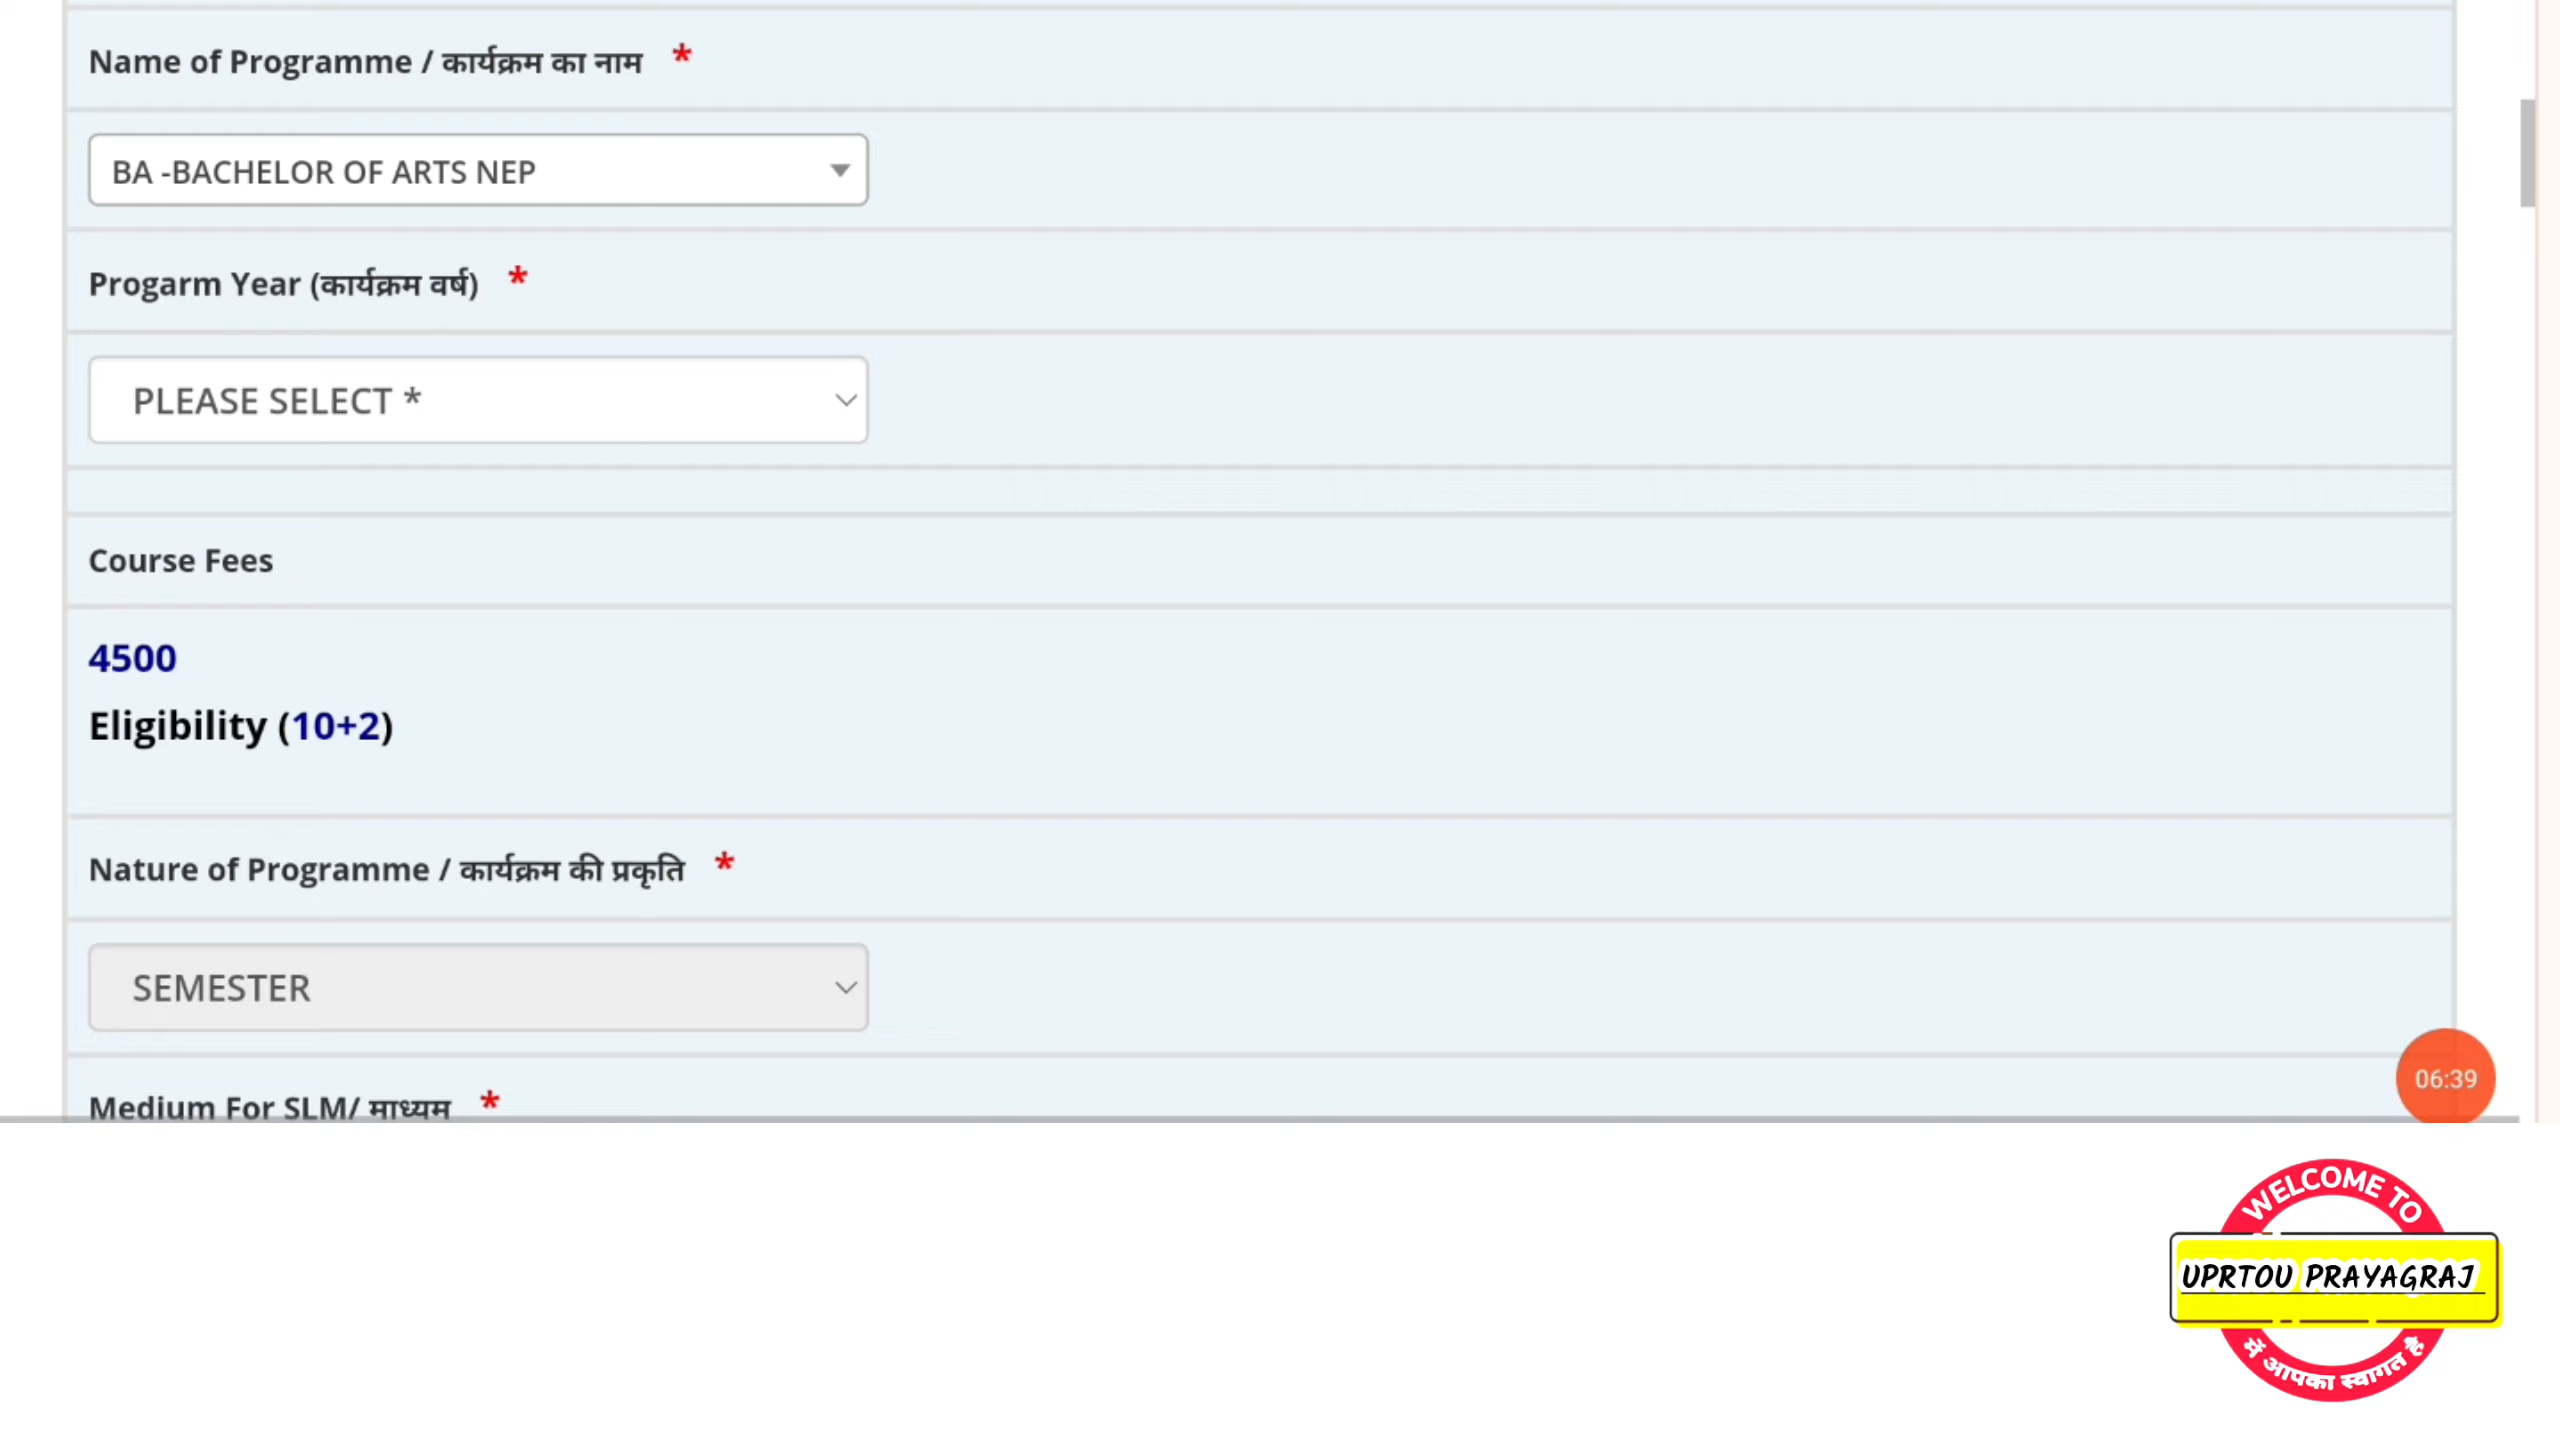 Name of Programme / कार्यक्रम का नाम *
BA -BACHELOR OF ARTS NEP
Progarm Year (कार्यक्रम वर्ष) *
PLEASE SELECT *
Course Fees
4500
Eligibility (10+2)
Nature of Programme / कार्यक्रम की प्रकृति *
SEMESTER
Medium For SLM/ माध्यम *
06:39
WELCOME TO
UPRTOU PRAYAGRAJ
में आपका स्वागत है